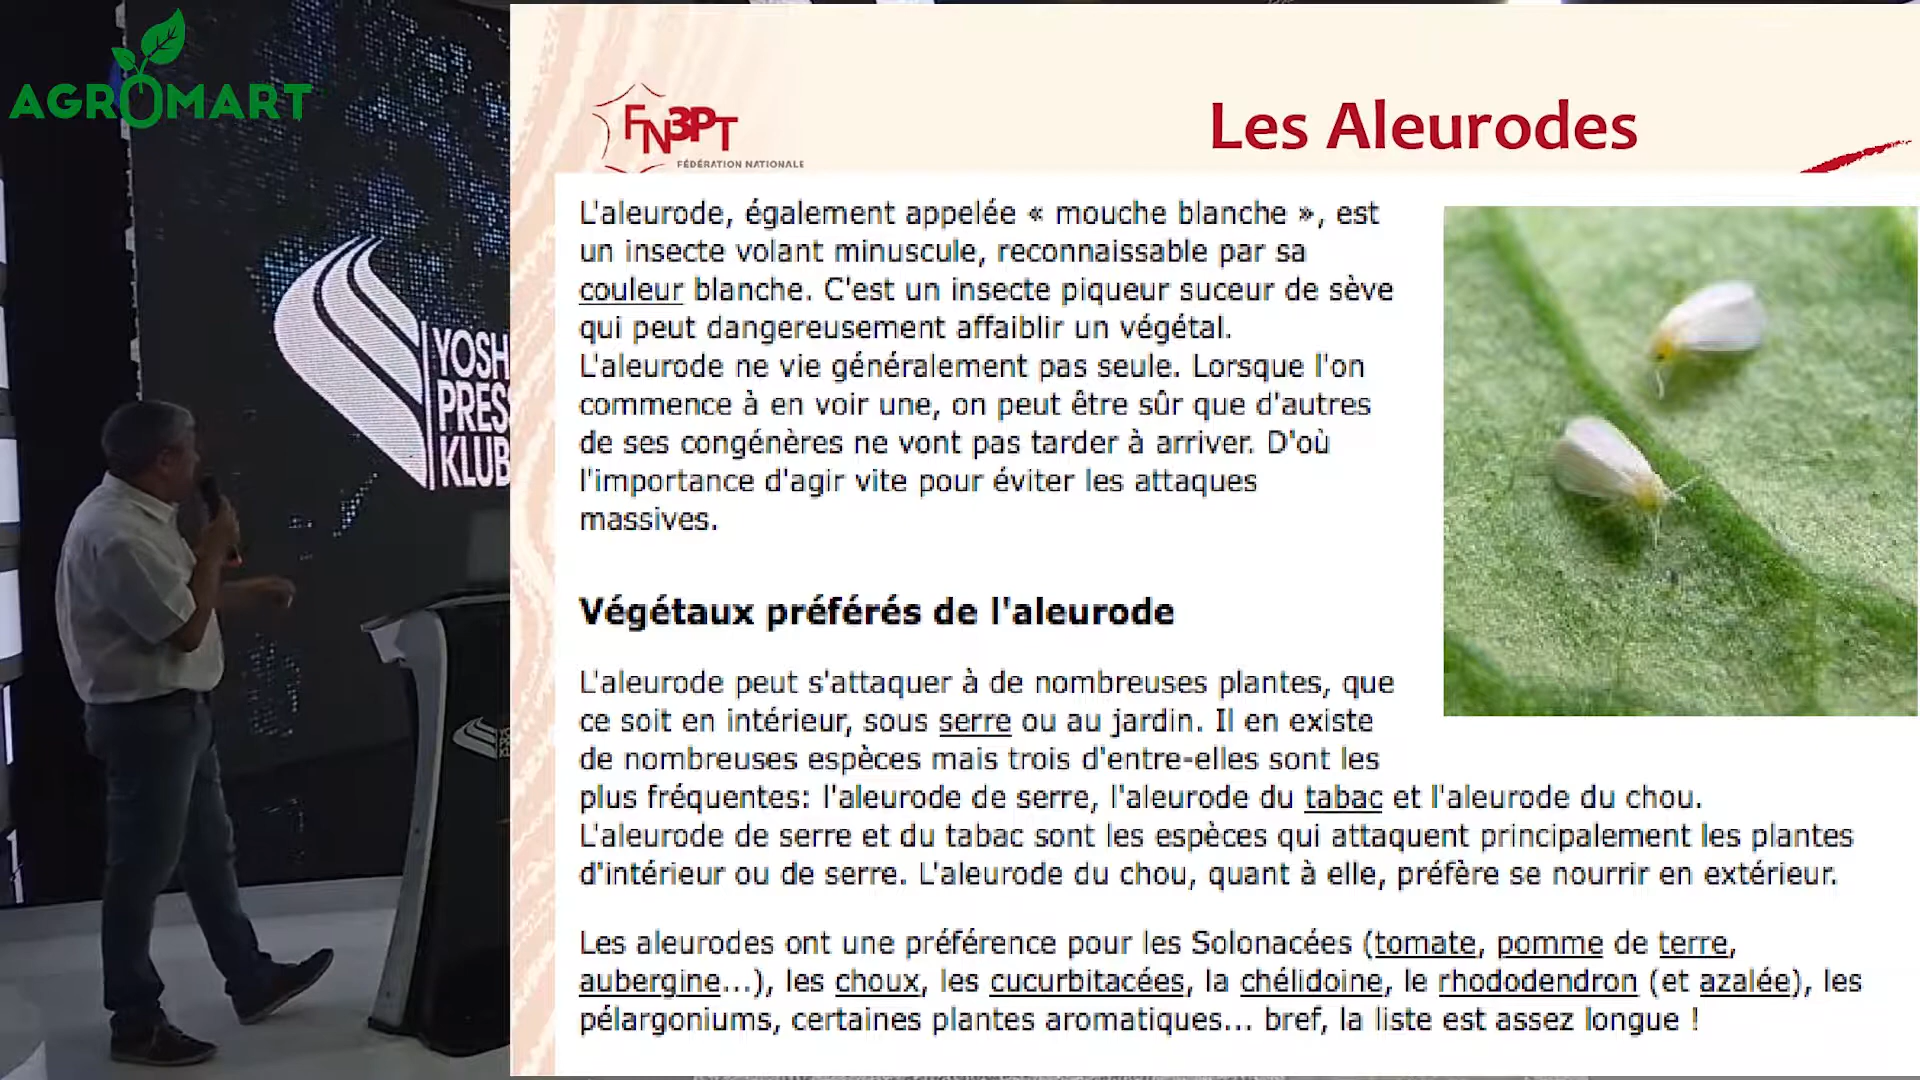 AGROMART
YOSH
PRES
KLUB
FN3PT
FÉDÉRATION NATIONALE
Les Aleurodes
L'aleurode, également appelée « mouche blanche », est
un insecte volant minuscule, reconnaissable par sa
couleur blanche. C'est un insecte piqueur suceur de sève
qui peut dangereusement affaiblir un végétal.
L'aleurode ne vie généralement pas seule. Lorsque l'on
commence à en voir une, on peut être sûr que d'autres
de ses congénères ne vont pas tarder à arriver. D'où
l'importance d'agir vite pour éviter les attaques
massives.
Végétaux préférés de l'aleurode
L'aleurode peut s'attaquer à de nombreuses plantes, que
ce soit en intérieur, sous serre ou au jardin. Il en existe
de nombreuses espèces mais trois d'entre-elles sont les
plus fréquentes: l'aleurode de serre, l'aleurode du tabac et l'aleurode du chou.
L'aleurode de serre et du tabac sont les espèces qui attaquent principalement les plantes
d'intérieur ou de serre. L'aleurode du chou, quant à elle, préfère se nourrir en extérieur.
Les aleurodes ont une préférence pour les Solonacées (tomate, pomme de terre,
aubergine...), les choux, les cucurbitacées, la chélidoine, le rhododendron (et azalée), les
pélargoniums, certaines plantes aromatiques... bref, la liste est assez longue !